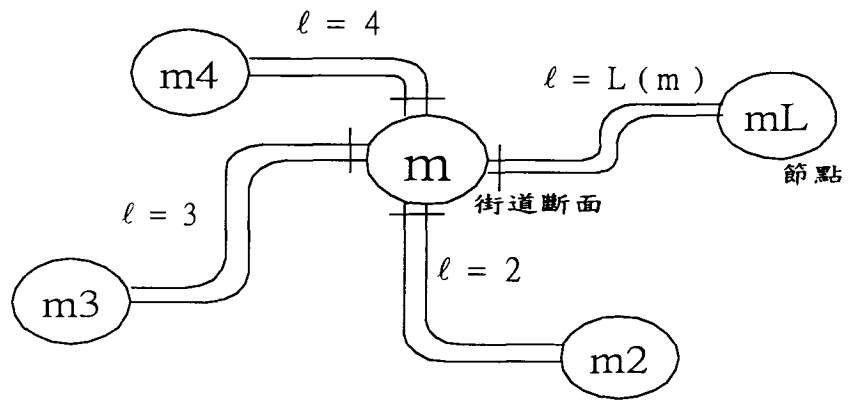 ℓ = 4
m4
ℓ = L ( m )
mL
節點
m
街道斷面
ℓ = 3
ℓ = 2
m3
m2